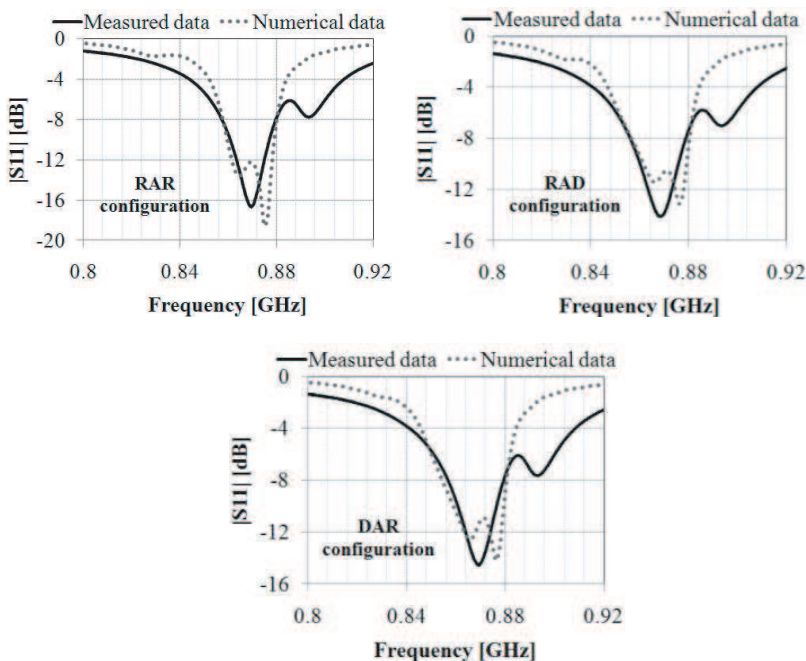 Measured data Numerical data
0
-4
-8
-12
-16
-20
|S11| [dB]
RAR
configuration
0.8 0.84 0.88 0.92
Frequency [GHz]
Measured data Numerical data
0
-4
-8
-12
-16
|S11| [dB]
RAD
configuration
0.8 0.84 0.88 0.92
Frequency [GHz]
Measured data Numerical data
0
-4
-8
-12
-16
|S11| [dB]
DAR
configuration
0.8 0.84 0.88 0.92
Frequency [GHz]